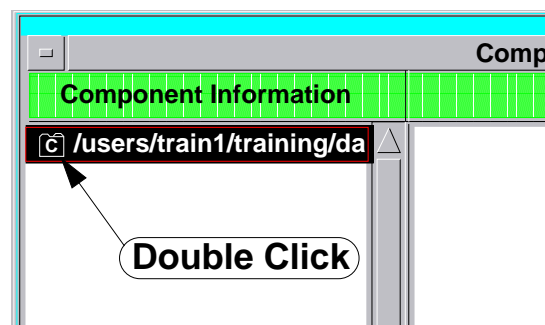 Comp
Component Information
C /users/train1/training/da
Double Click